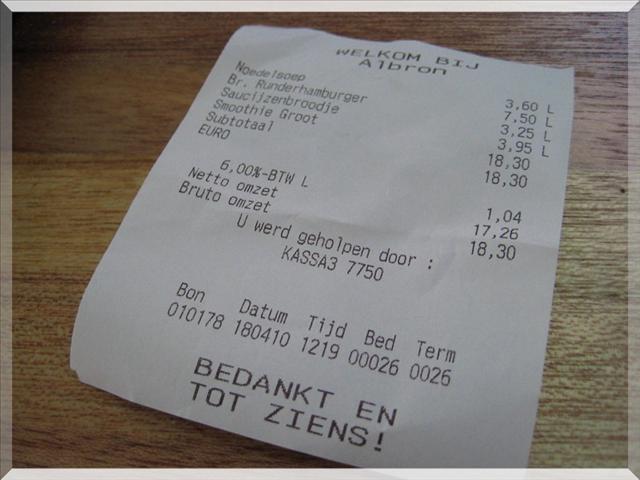 WELKOM BIJ
Albron
Noedelsoep 3,60 L
Br. Runderhamburger 7,50 L
Saucijzenbroodje 3,25 L
Smoothie Groot 3,95 L
Subtotaal 18,30
EURO 18,30
6,00%-BTW L 1,04
Netto omzet 17,26
Bruto omzet 18,30
U werd geholpen door :
KASSA3 7750
Bon Datum Tijd Bed Term
010178 180410 1219 00026 0026
BEDANKT EN
TOT ZIENS!